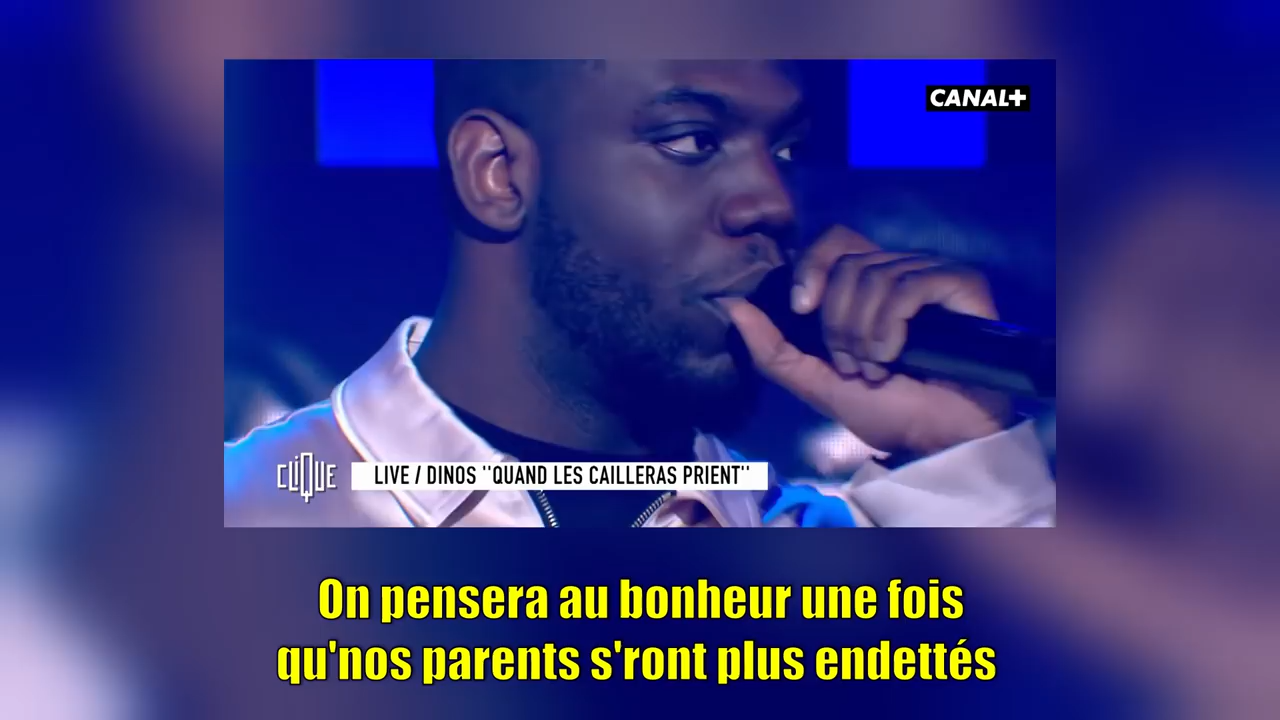 CANAL+
CLIQUE
LIVE / DINOS "QUAND LES CAILLERAS PRIENT"
On pensera au bonheur une fois
qu'nos parents s'ront plus endettés